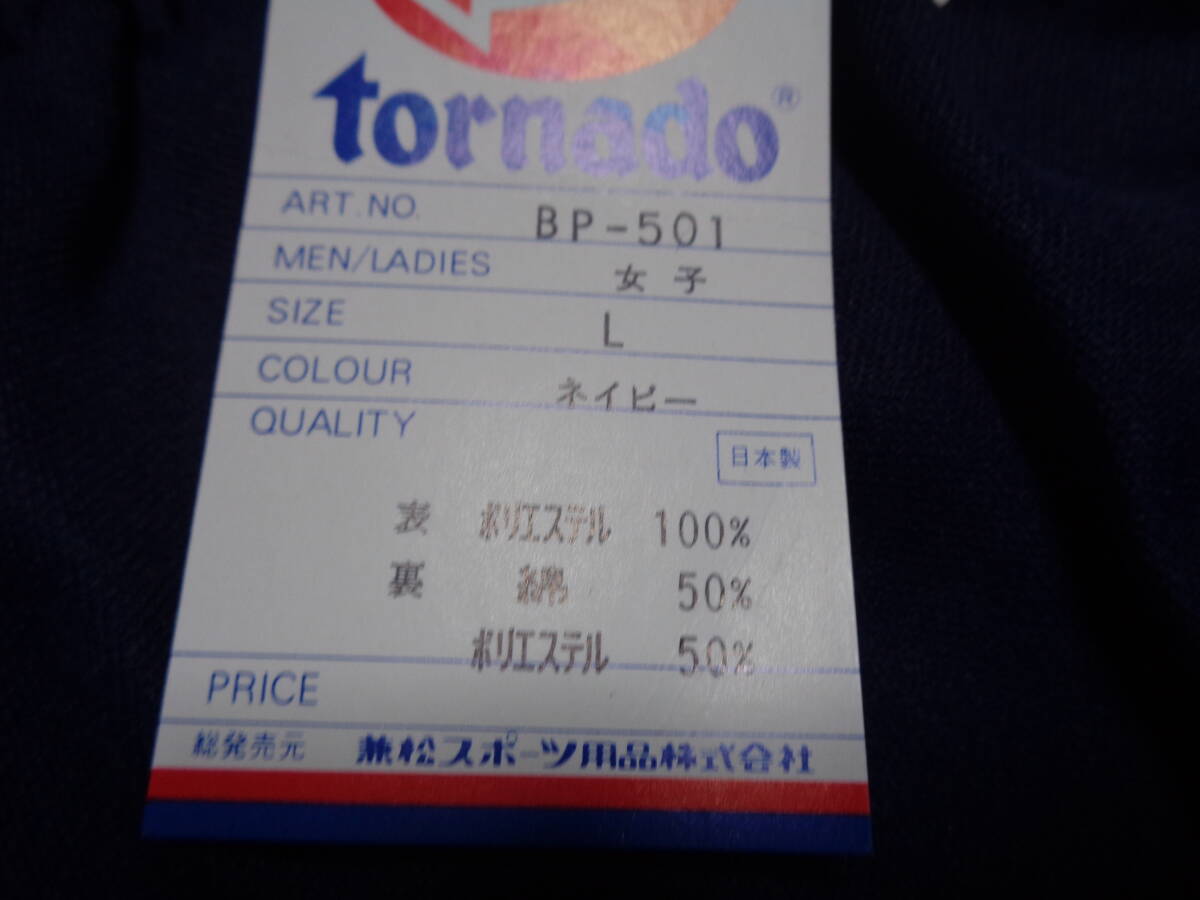 tornado®
ART.NO. BP-501
MEN/LADIES 女子
SIZE L
COLOUR ネイビー
QUALITY
日本製
表 ポリエステル 100%
裏 綿 50%
ポリエステル 50%
PRICE
総発売元 兼松スポーツ用品株式会社